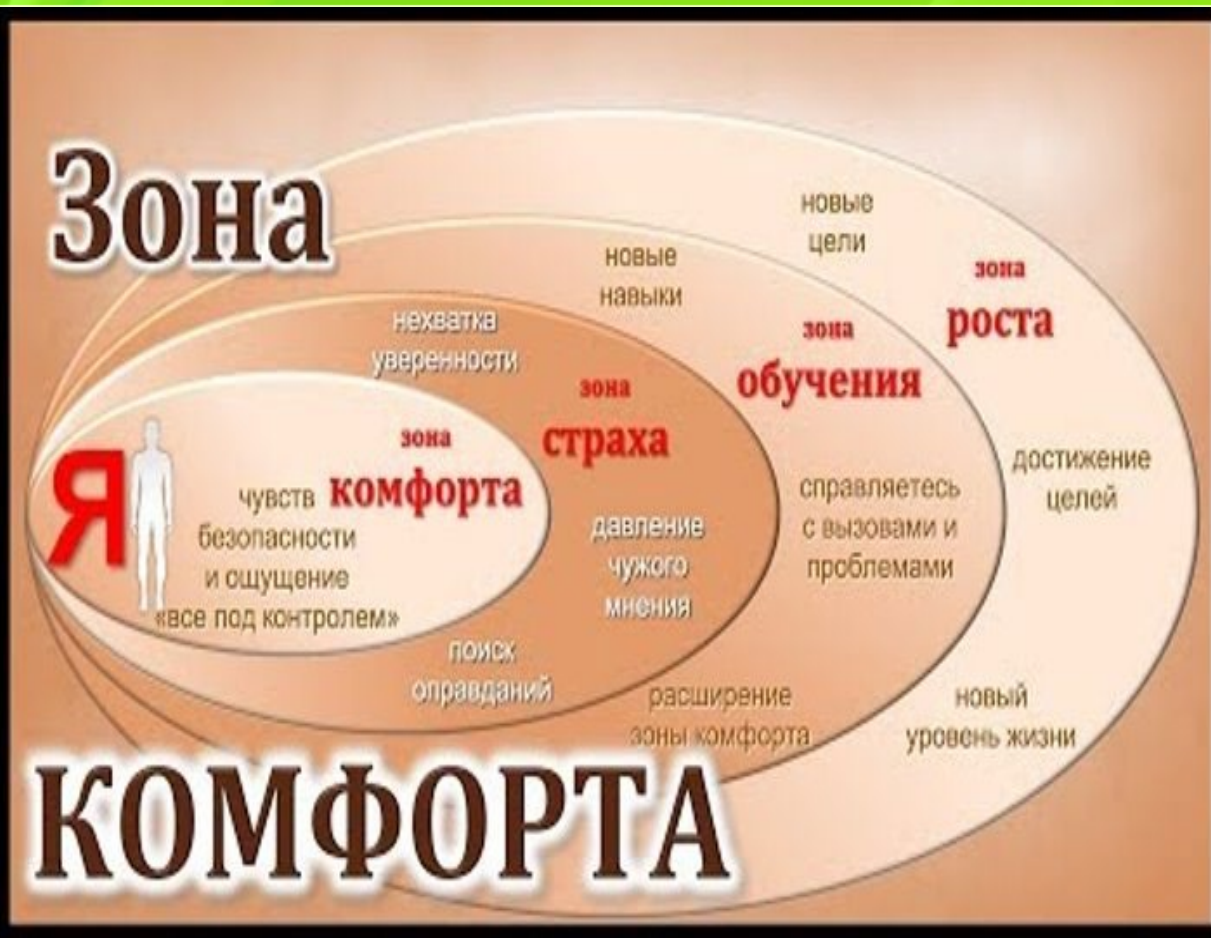 Зона
новые
цели
зона
роста
новые
навыки
зона
обучения
нехватка
уверенности
зона
страха
зона
комфорта
Я
чувств
безопасности
и ощущение
«все под контролем»
давление
чужого
мнения
справляетесь
с вызовами и
проблемами
достижение
целей
поиск
оправданий
расширение
зоны комфорта
новый
уровень жизни
КОМФОРТА